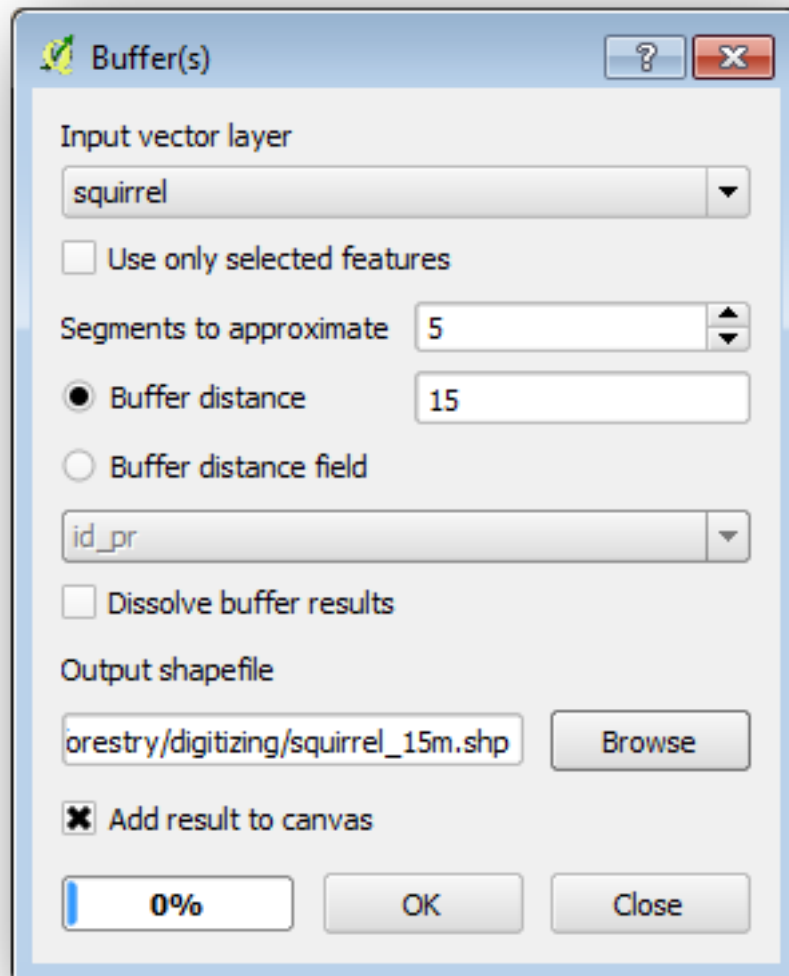 Buffer(s)
Input vector layer
squirrel
Use only selected features
Segments to approximate 5
Buffer distance 15
Buffer distance field
id_pr
Dissolve buffer results
Output shapefile
orestry/digitizing/squirrel_15m.shp Browse
Add result to canvas
0% OK Close